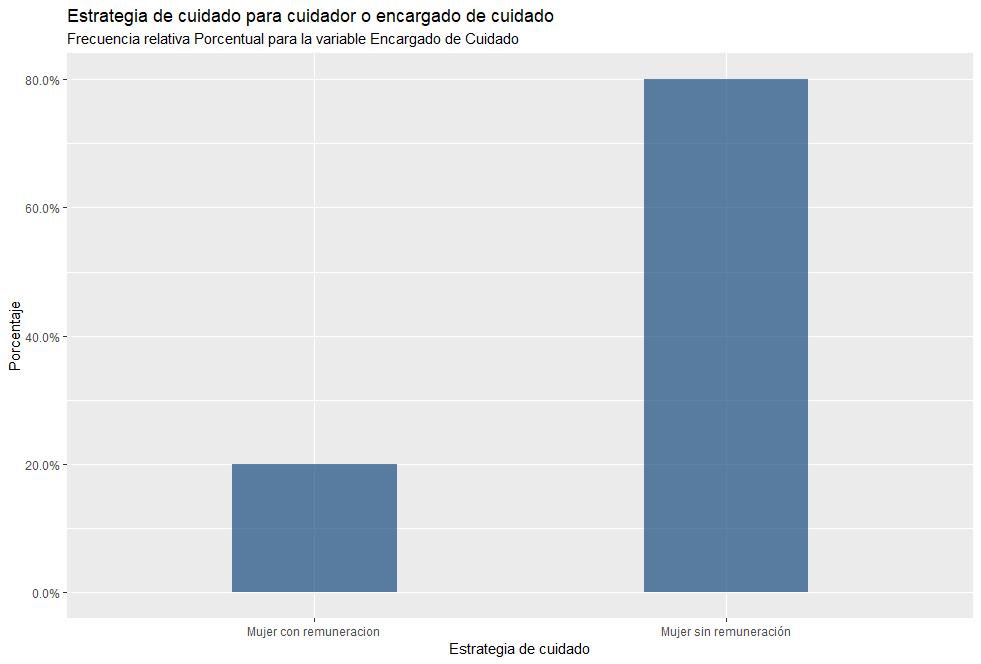 Estrategia de cuidado para cuidador o encargado de cuidado
Frecuencia relativa Porcentual para la variable Encargado de Cuidado
80.0%
60.0%
40.0%
20.0%
0.0%
Porcentaje
Mujer con remuneracion
Mujer sin remuneración
Estrategia de cuidado